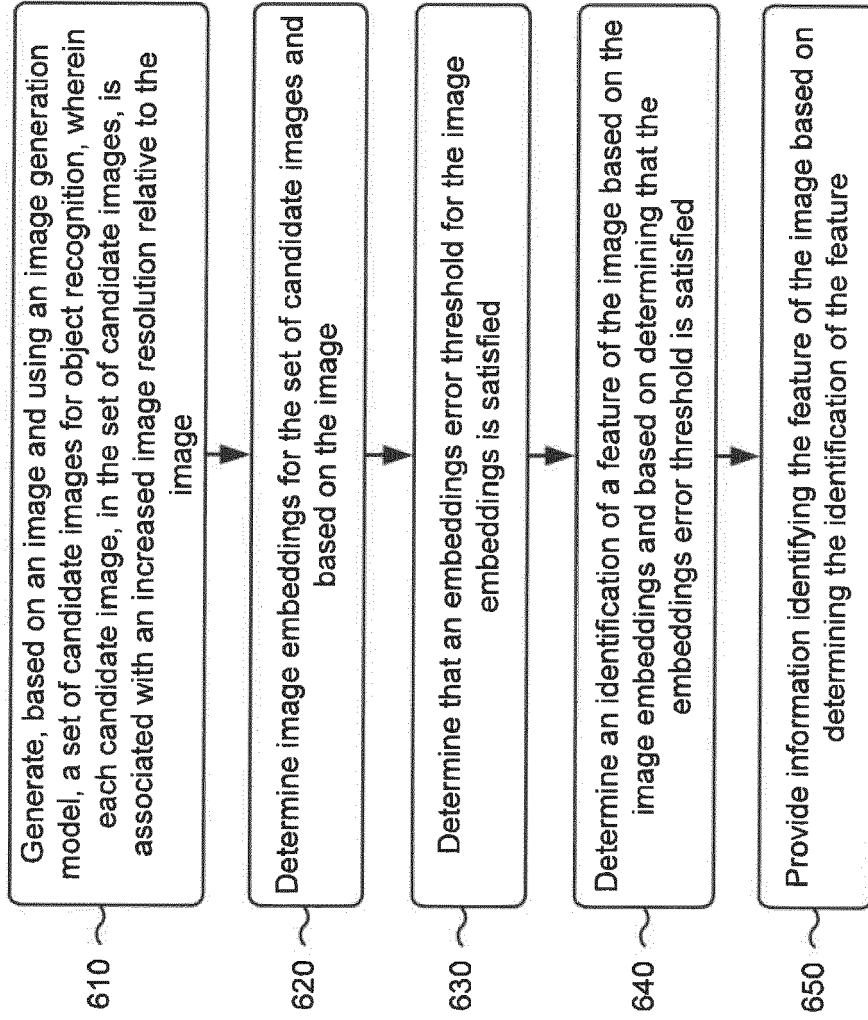 610
Generate, based on an image and using an image generation
model, a set of candidate images for object recognition, wherein
each candidate image, in the set of candidate images, is
associated with an increased image resolution relative to the
image
620
Determine image embeddings for the set of candidate images and
based on the image
630
Determine that an embeddings error threshold for the image
embeddings is satisfied
640
Determine an identification of a feature of the image based on the
image embeddings and based on determining that the
embeddings error threshold is satisfied
650
Provide information identifying the feature of the image based on
determining the identification of the feature